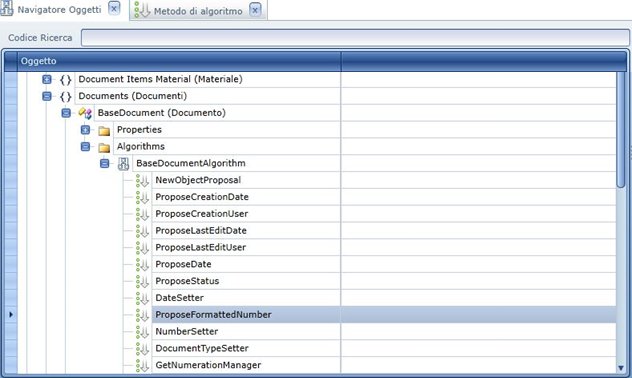 Navigatore Oggetti
Metodo di algoritmo
Codice Ricerca
Oggetto
Document Items Material (Materiale)
Documents (Documenti)
BaseDocument (Documento)
Properties
Algorithms
BaseDocumentAlgorithm
NewObjectProposal
ProposeCreationDate
ProposeCreationUser
ProposeLastEditDate
ProposeLastEditUser
ProposeDate
ProposeStatus
DateSetter
ProposeFormattedNumber
NumberSetter
DocumentTypeSetter
GetNumerationManager